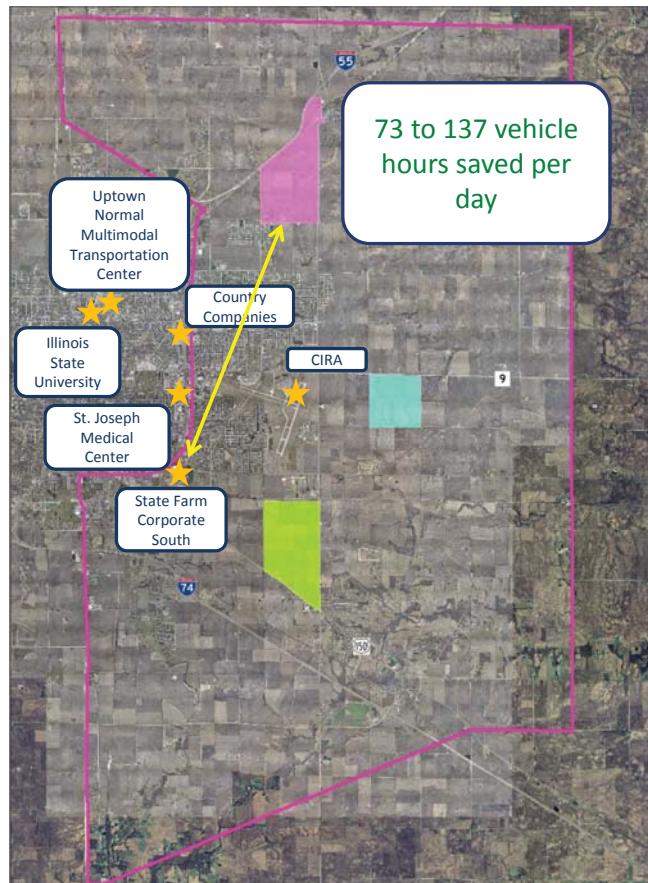 55
73 to 137 vehicle
hours saved per
day
Uptown
Normal
Multimodal
Transportation
Center
Country
Companies
Illinois
State
University
CIRA
9
St. Joseph
Medical
Center
State Farm
Corporate
South
74
150